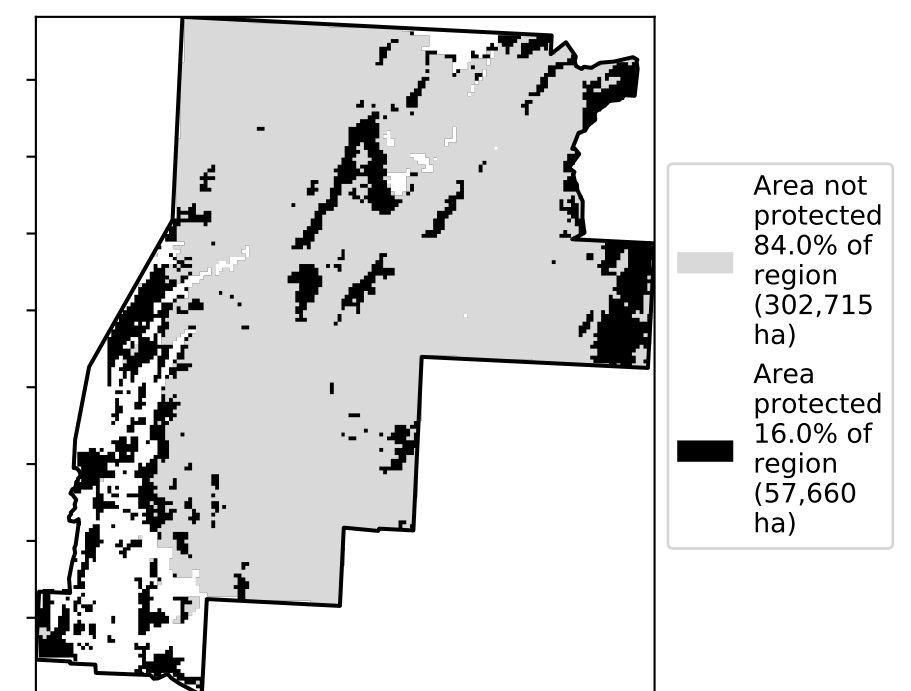 Area not
protected
84.0% of
region
(302,715
ha)
Area
protected
16.0% of
region
(57,660
ha)